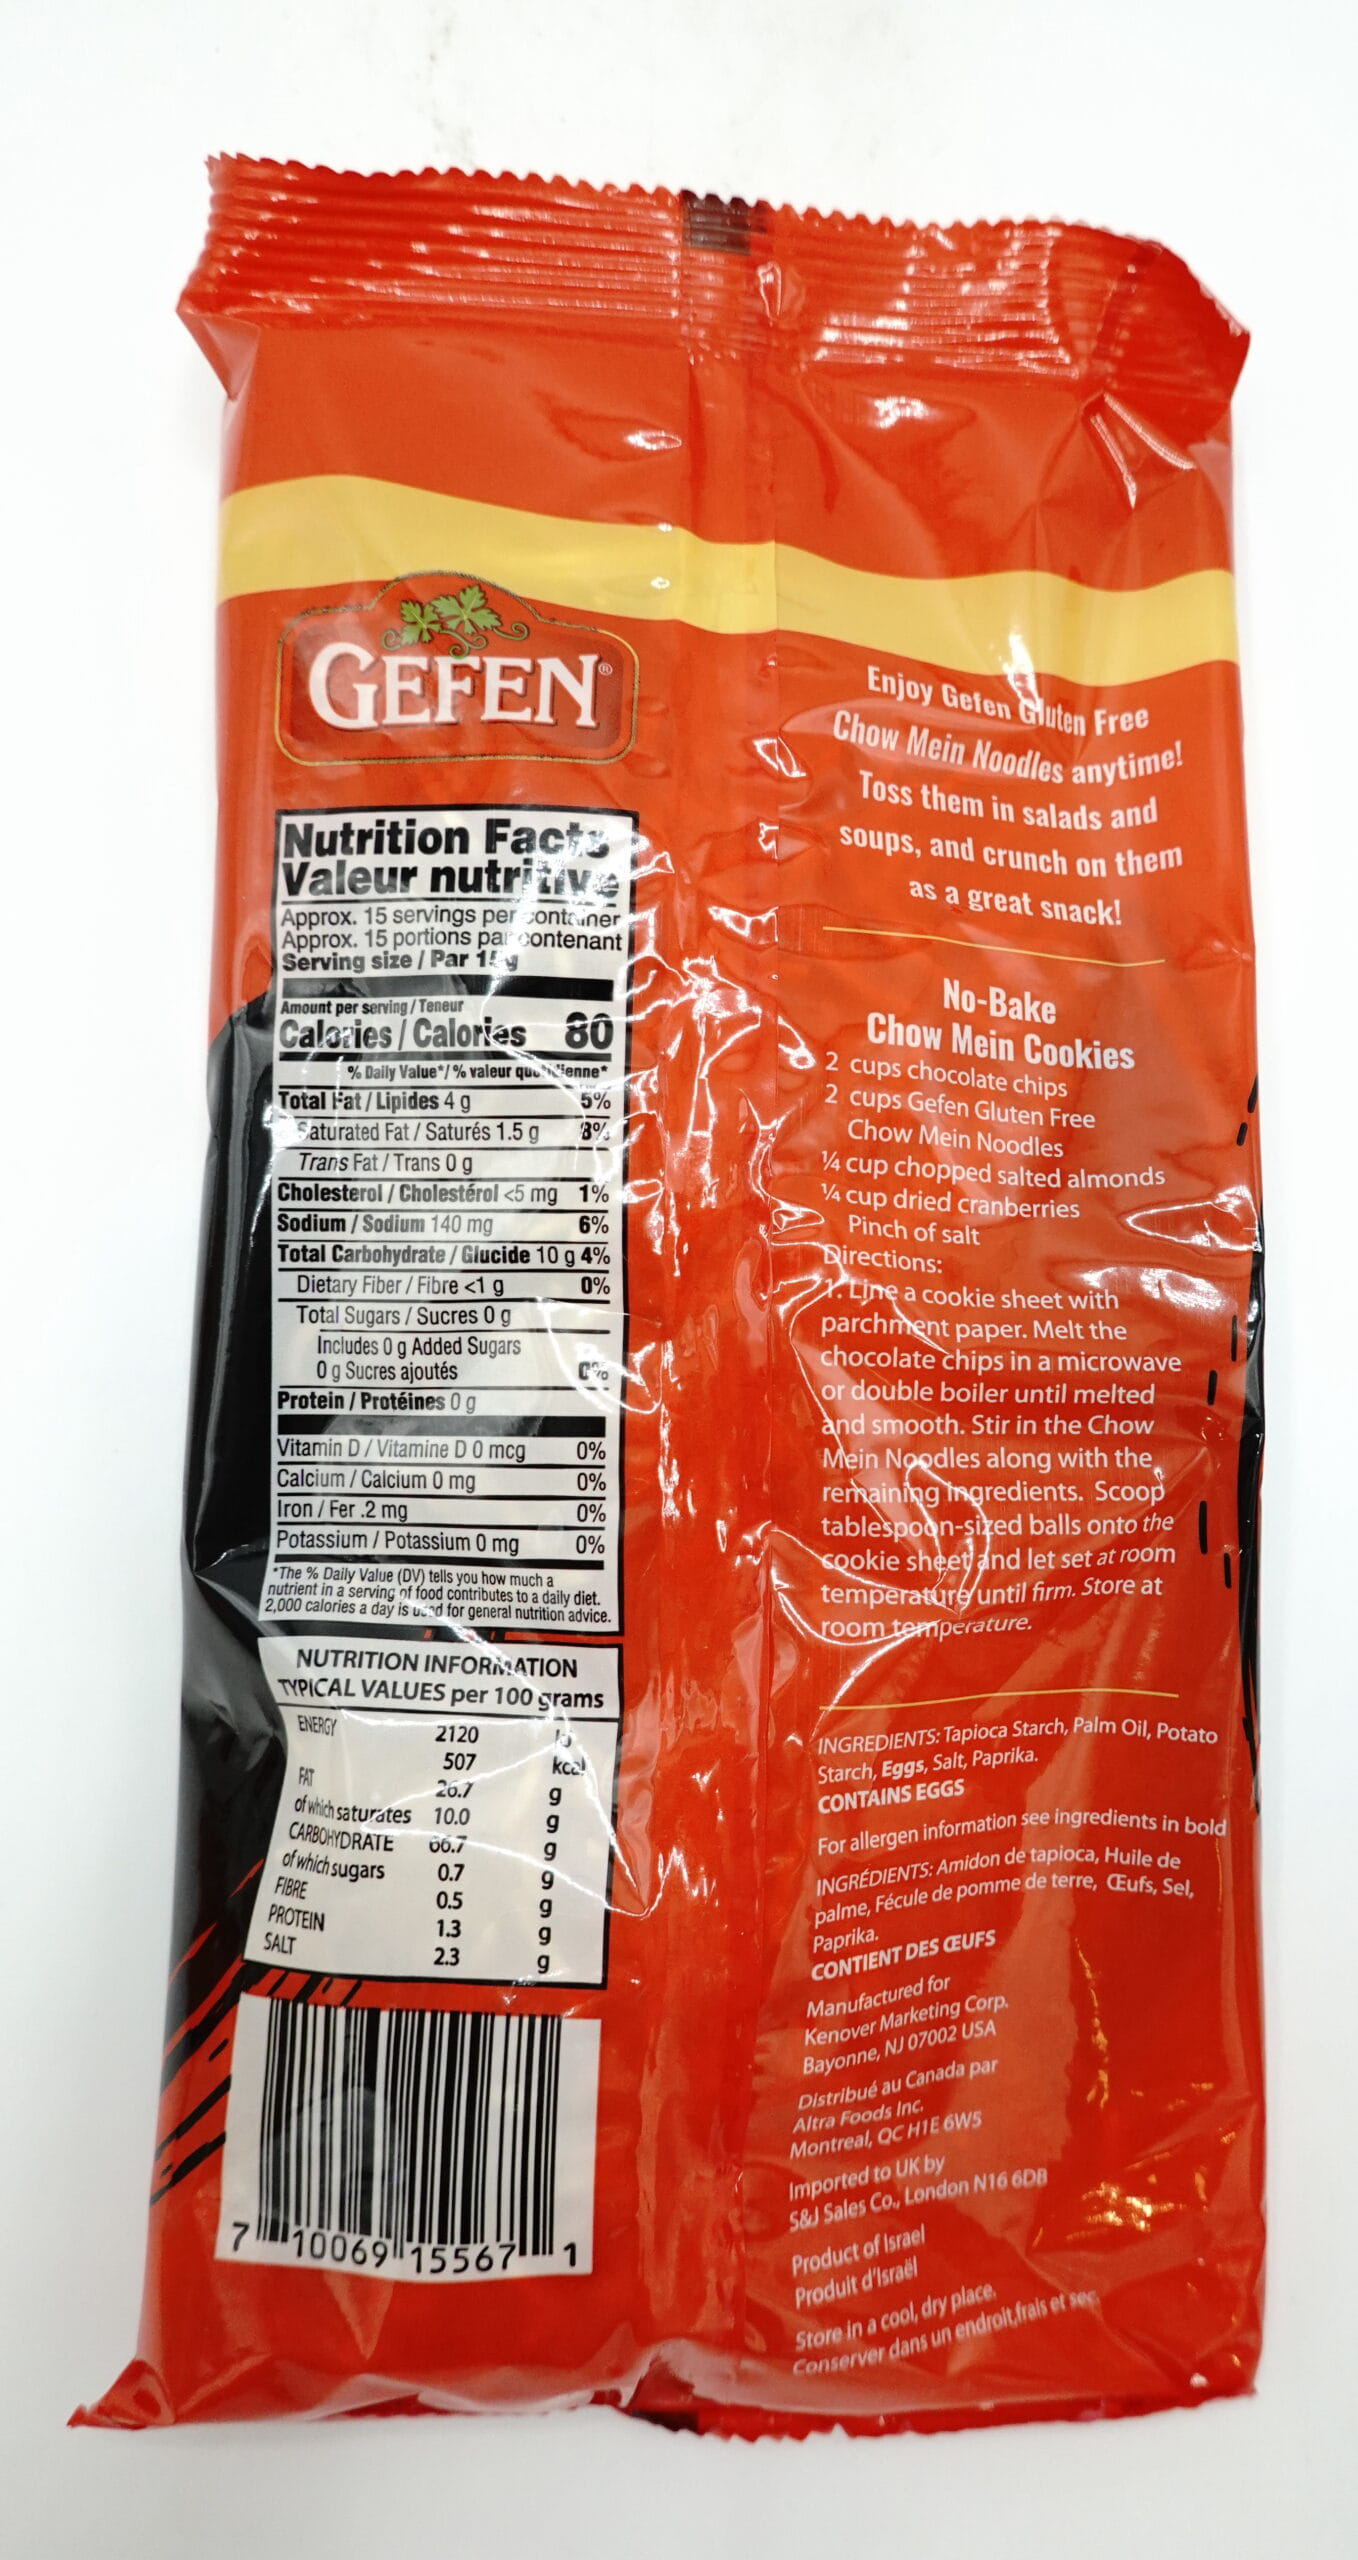 GEFEN®
Nutrition Facts
Valeur nutritive
Approx. 15 servings per container
Approx. 15 portions par contenant
Serving size / Par 15 g
Amount per serving / Teneur
Calories / Calories 80
% Daily Value* / % valeur quotidienne*
Total Fat / Lipides 4 g 5%
Saturated Fat / Saturés 1.5 g 8%
Trans Fat / Trans 0 g
Cholesterol / Cholestérol <5 mg 1%
Sodium / Sodium 140 mg 6%
Total Carbohydrate / Glucide 10 g 4%
Dietary Fiber / Fibre <1 g 0%
Total Sugars / Sucres 0 g
Includes 0 g Added Sugars
0 g Sucres ajoutés 0%
Protein / Protéines 0 g
Vitamin D / Vitamine D 0 mcg 0%
Calcium / Calcium 0 mg 0%
Iron / Fer .2 mg 0%
Potassium / Potassium 0 mg 0%
*The % Daily Value (DV) tells you how much a
nutrient in a serving of food contributes to a daily diet.
2,000 calories a day is used for general nutrition advice.
NUTRITION INFORMATION
TYPICAL VALUES per 100 grams
ENERGY 2120
507 kcal
FAT 26.7 g
of which saturates 10.0 g
CARBOHYDRATE 66.7 g
of which sugars 0.7 g
FIBRE 0.5 g
PROTEIN 1.3 g
SALT 2.3 g
7 10069 15567 1
Enjoy Gefen Gluten Free
Chow Mein Noodles anytime!
Toss them in salads and
soups, and crunch on them
as a great snack!
No-Bake
Chow Mein Cookies
2 cups chocolate chips
2 cups Gefen Gluten Free
Chow Mein Noodles
¼ cup chopped salted almonds
¼ cup dried cranberries
Pinch of salt
Directions:
1. Line a cookie sheet with
parchment paper. Melt the
chocolate chips in a microwave
or double boiler until melted
and smooth. Stir in the Chow
Mein Noodles along with the
remaining ingredients. Scoop
tablespoon-sized balls onto the
cookie sheet and let set at room
temperature until firm. Store at
room temperature.
INGREDIENTS: Tapioca Starch, Palm Oil, Potato
Starch, Eggs, Salt, Paprika.
CONTAINS EGGS
For allergen information see ingredients in bold
INGRÉDIENTS: Amidon de tapioca, Huile de
palme, Fécule de pomme de terre, Œufs, Sel,
Paprika.
CONTIENT DES ŒUFS
Manufactured for
Kenover Marketing Corp.
Bayonne, NJ 07002 USA
Distribué au Canada par
Altra Foods Inc.
Montreal, QC H1E 6W5
Imported to UK by
S&J Sales Co., London N16 6DB
Product of Israel
Produit d'Israël
Store in a cool, dry place.
Conserver dans un endroit,frais et sec.